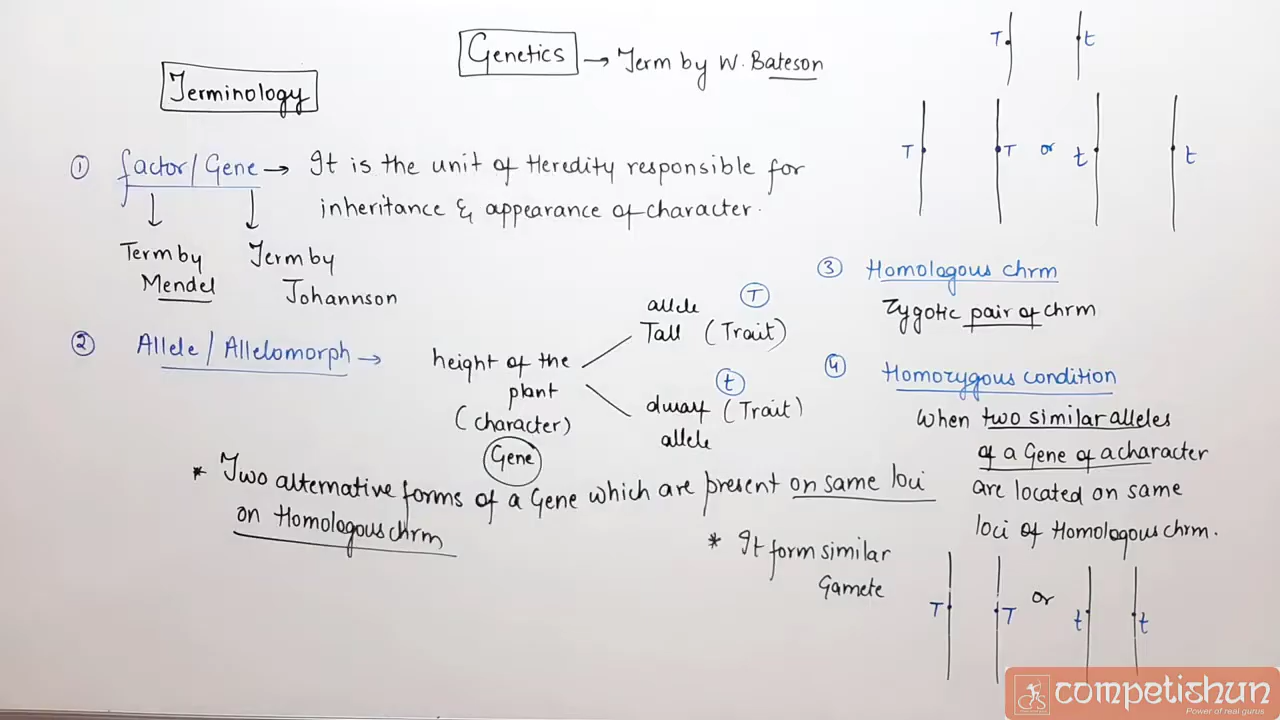 Genetics → Term by W. Bateson
Terminology
① factor/Gene → It is the unit of Heredity responsible for
inheritance & appearance of character.
Term by
Mendel
Term by
Johannson
② Allele / Allelomorph →
height of the
plant
(character)
Gene
allele T
Tall (Trait)
t
dwarf (Trait)
allele
* Two alternative forms of a Gene which are present on same loci
on Homologous chrm
T t
T T or t t
③ Homologous chrm
Zygotic pair of chrm
④ Homozygous condition
When two similar alleles
of a Gene of a character
are located on same
loci of Homologous chrm.
* It form similar
Gamete
T T or t t
competishun
Power of real gurus